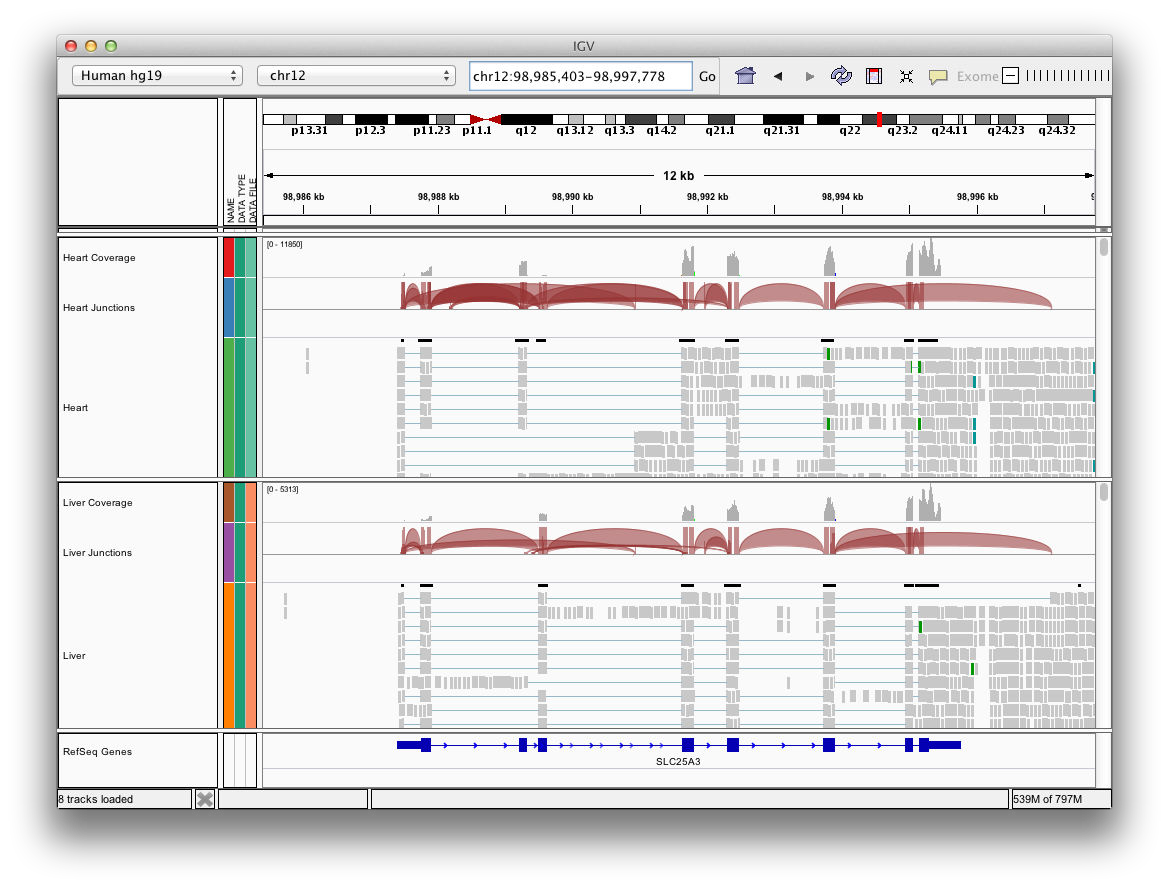 IGV
Human hg19 chr12 chr12:98,985,403-98,997,778 Go Exome
NAME
DATA TYPE
DATA FILE
p13.31 p12.3 p11.23 p11.1 q12 q13.12 q13.3 q14.2 q21.1 q21.31 q22 q23.2 q24.11 q24.23 q24.32
12 kb
98,986 kb 98,988 kb 98,990 kb 98,992 kb 98,994 kb 98,996 kb
[0 - 11850]
Heart Coverage
Heart Junctions
Heart
[0 - 5313]
Liver Coverage
Liver Junctions
Liver
RefSeq Genes
SLC25A3
8 tracks loaded 539M of 797M